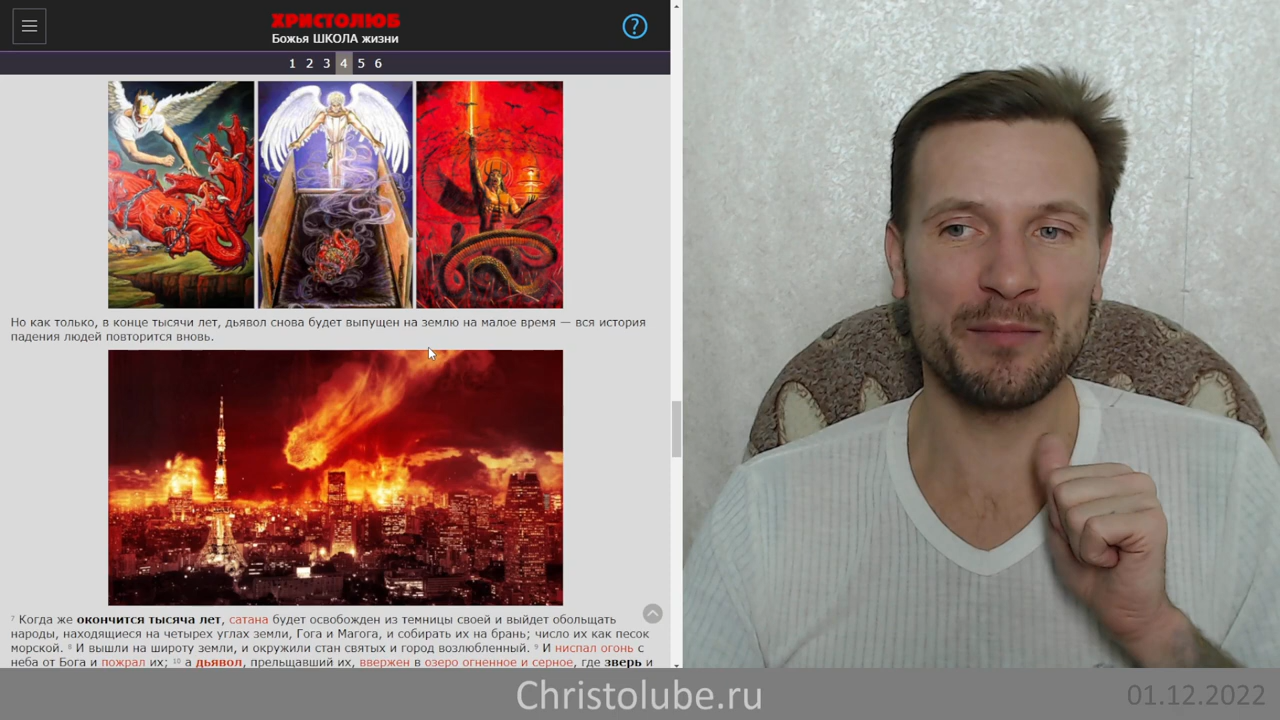 ХРИСТОЛЮБ
Божья ШКОЛА жизни
?
1 2 3 4 5 6
Но как только, в конце тысячи лет, дьявол снова будет выпущен на землю на малое время — вся история
падения людей повторится вновь.
7 Когда же окончится тысяча лет, сатана будет освобожден из темницы своей и выйдет обольщать
народы, находящиеся на четырех углах земли, Гога и Магога, и собирать их на брань; число их как песок
морской. 8 И вышли на широту земли, и окружили стан святых и город возлюбленный. 9 И ниспал огонь с
неба от Бога и пожрал их; 10 а дьявол, прельщавший их, ввержен в озеро огненное и серное, где зверь и
Christolube.ru
01.12.2022